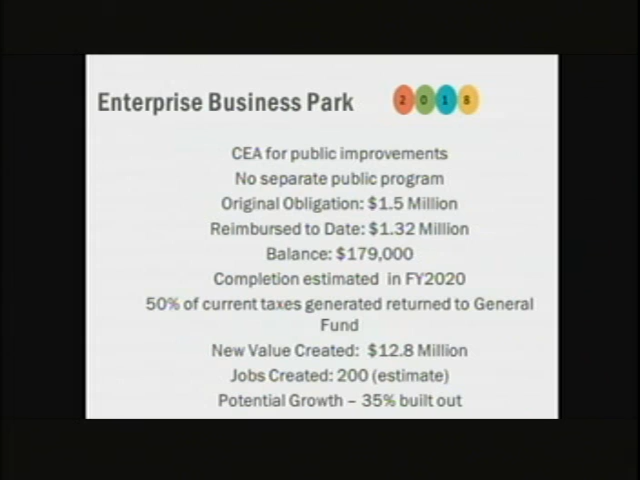 Enterprise Business Park
2018
CEA for public improvements
No separate public program
Original Obligation: $1.5 Million
Reimbursed to Date: $1.32 Million
Balance: $179,000
Completion estimated in FY2020
50% of current taxes generated returned to General
Fund
New Value Created: $12.8 Million
Jobs Created: 200 (estimate)
Potential Growth – 35% built out